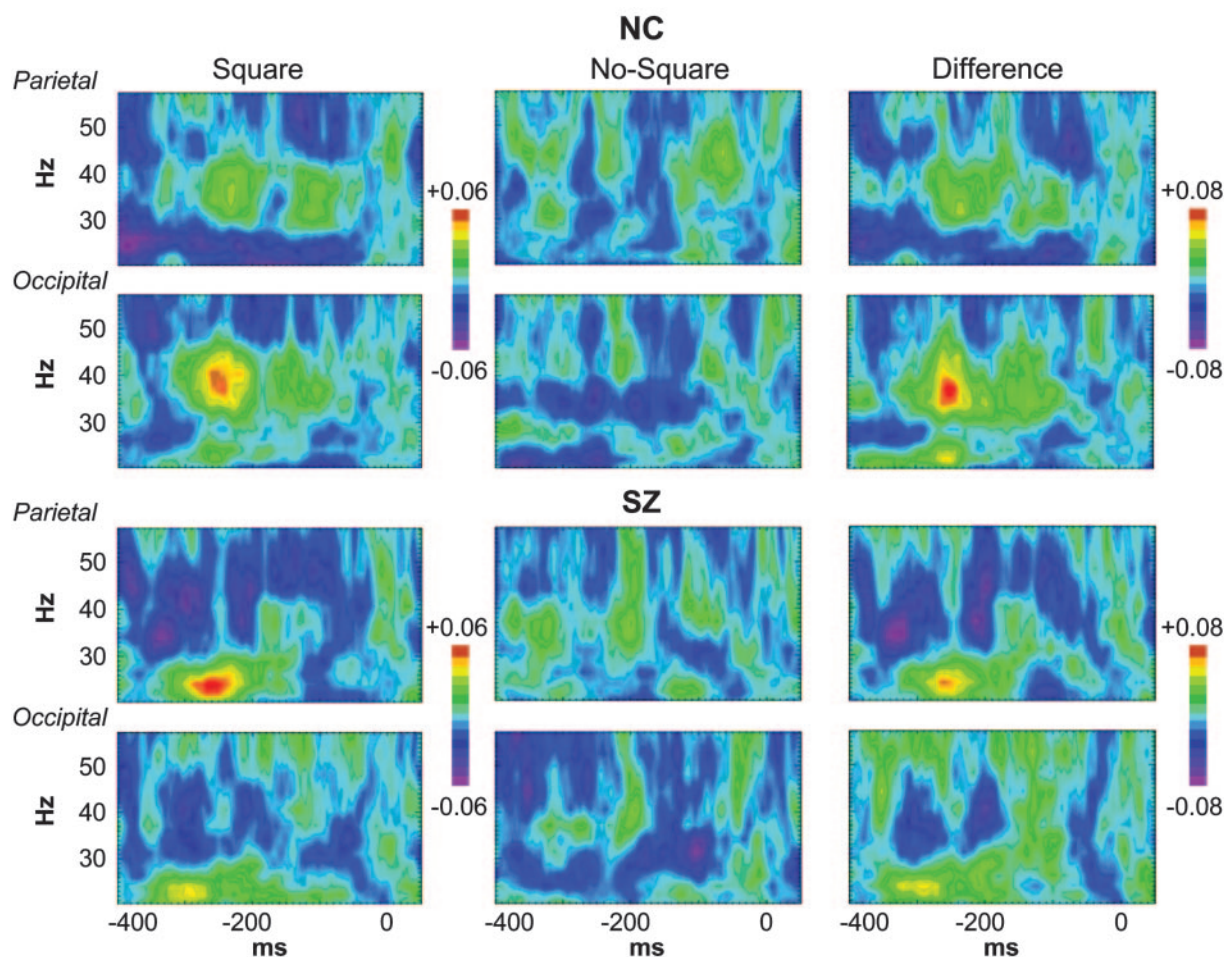 NC
Square No-Square Difference
Parietal
50
40
30
Hz
+0.06
-0.06
+0.08
-0.08
Occipital
50
40
30
Hz
SZ
Parietal
50
40
30
Hz
+0.06
-0.06
+0.08
-0.08
Occipital
50
40
30
Hz
-400 -200 0 -400 -200 0 -400 -200 0
ms ms ms